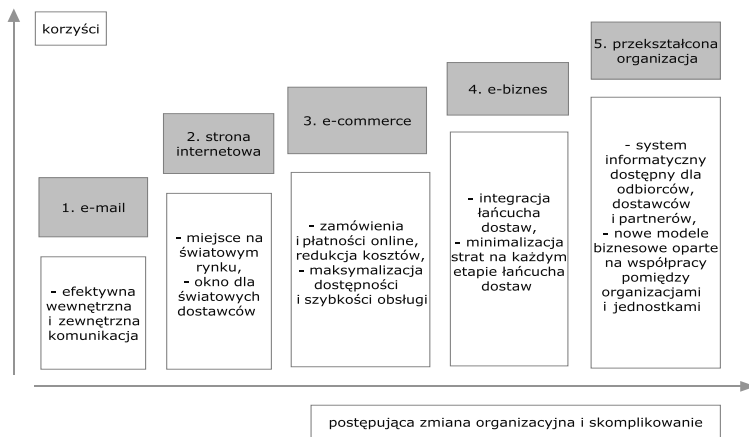 korzyści
5. przekształcona
organizacja
4. e-biznes
3. e-commerce
2. strona
internetowa
1. e-mail
- efektywna
wewnętrzna
i zewnętrzna
komunikacja
- miejsce na
światowym
rynku,
- okno dla
światowych
dostawców
- zamówienia
i płatności online,
redukcja kosztów,
- maksymalizacja
dostępności
i szybkości obsługi
- integracja
łańcucha
dostaw,
- minimalizacja
strat na każdym
etapie łańcucha
dostaw
- system
informatyczny
dostępny dla
odbiorców,
dostawców
i partnerów,
- nowe modele
biznesowe oparte
na współpracy
pomiędzy
organizacjami
i jednostkami
postępująca zmiana organizacyjna i skomplikowanie